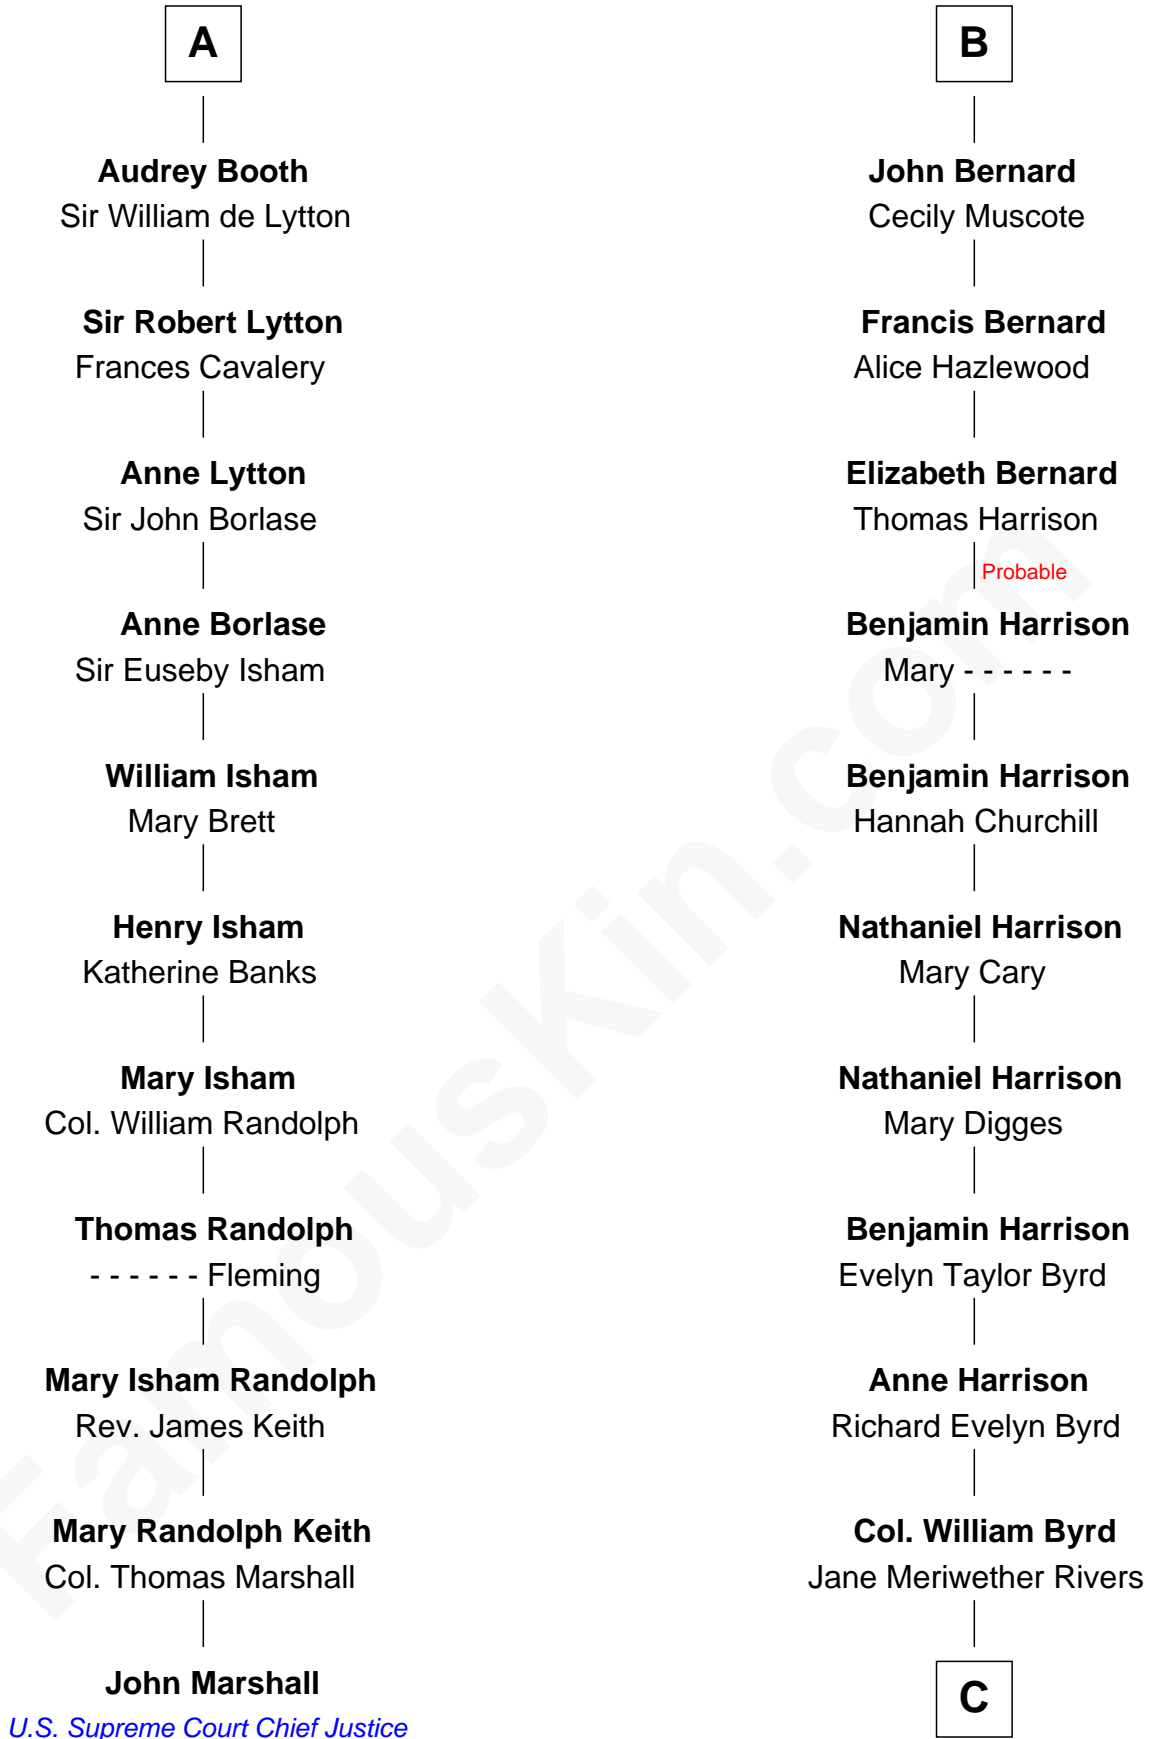 A
Audrey Booth
Sir William de Lytton
Sir Robert Lytton
Frances Cavalery
Anne Lytton
Sir John Borlase
Anne Borlase
Sir Euseby Isham
William Isham
Mary Brett
Henry Isham
Katherine Banks
Mary Isham
Col. William Randolph
Thomas Randolph
- - - - - - Fleming
Mary Isham Randolph
Rev. James Keith
Mary Randolph Keith
Col. Thomas Marshall
John Marshall
U.S. Supreme Court Chief Justice
B
John Bernard
Cecily Muscote
Francis Bernard
Alice Hazlewood
Elizabeth Bernard
Thomas Harrison
Probable
Benjamin Harrison
Mary - - - - - -
Benjamin Harrison
Hannah Churchill
Nathaniel Harrison
Mary Cary
Nathaniel Harrison
Mary Digges
Benjamin Harrison
Evelyn Taylor Byrd
Anne Harrison
Richard Evelyn Byrd
Col. William Byrd
Jane Meriwether Rivers
C
FamousKin.com